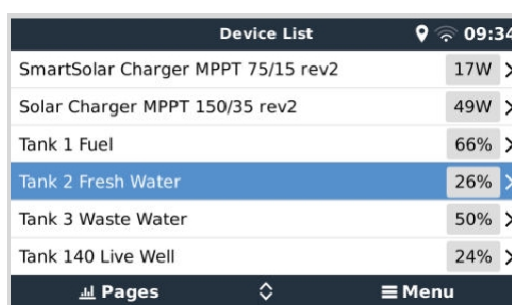 Device List 09:34
SmartSolar Charger MPPT 75/15 rev2 17W
Solar Charger MPPT 150/35 rev2 49W
Tank 1 Fuel 66%
Tank 2 Fresh Water 26%
Tank 3 Waste Water 50%
Tank 140 Live Well 24%
Pages Menu